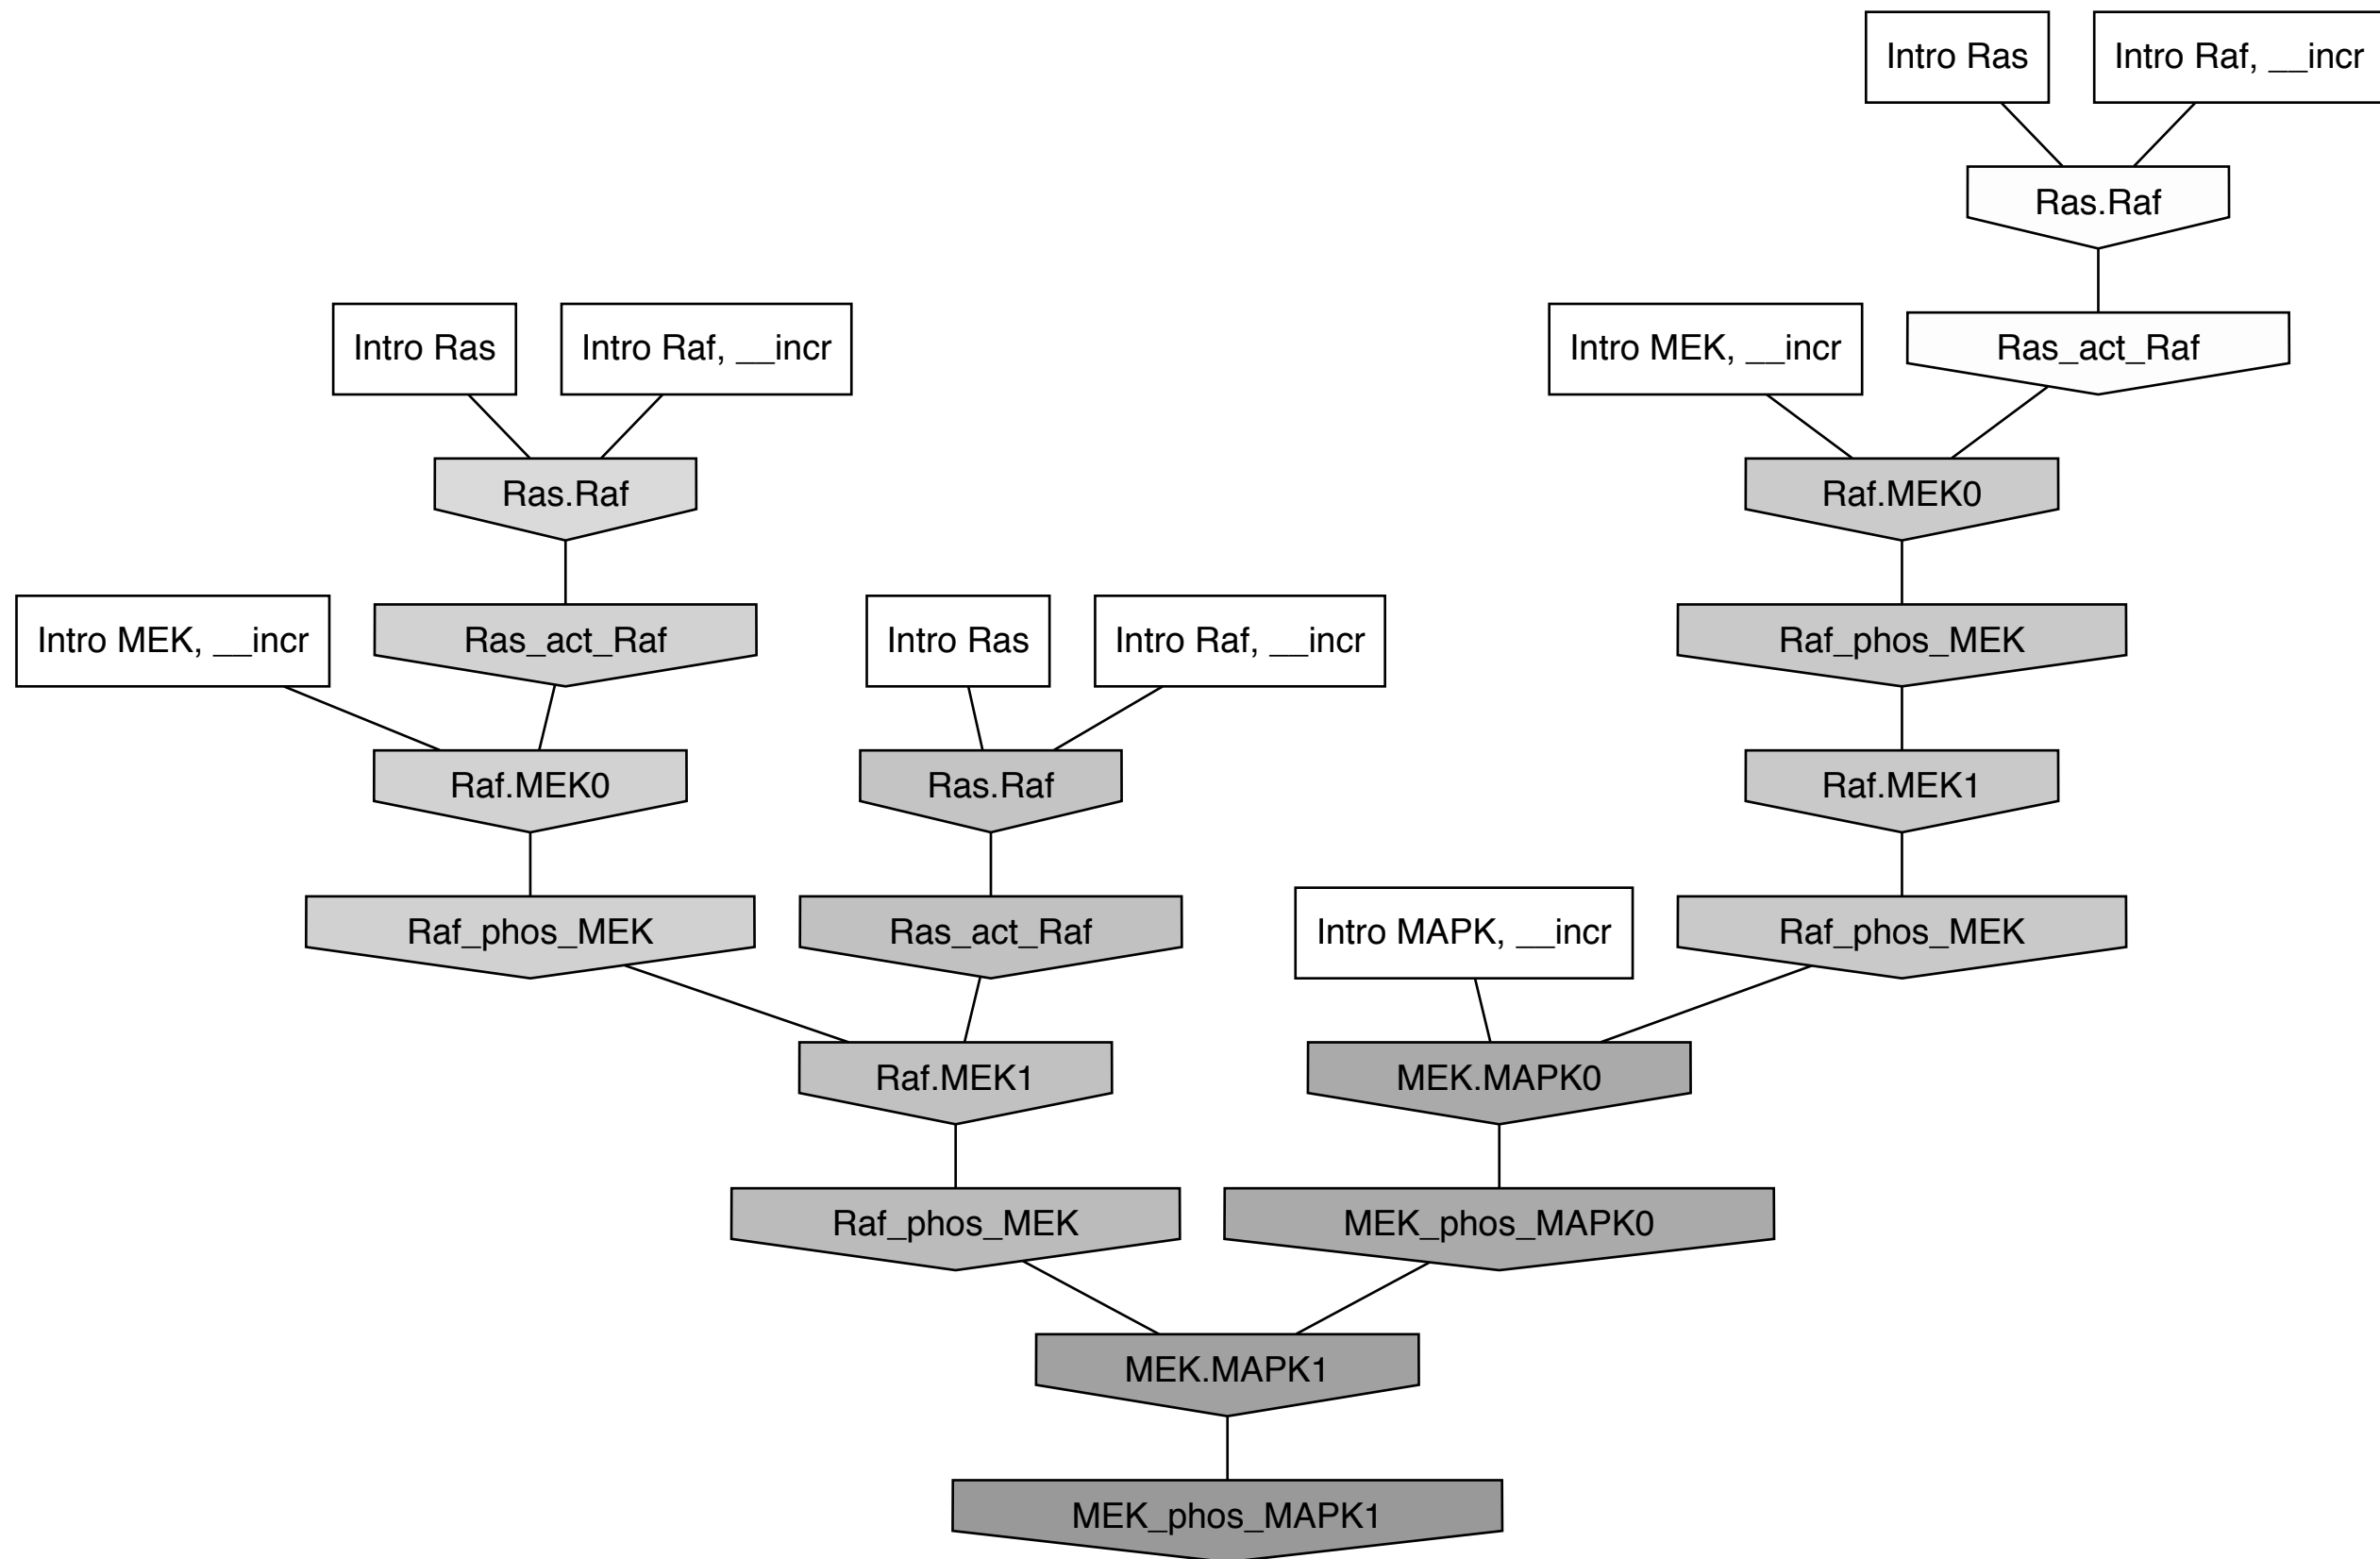 Intro Ras
Intro Raf, __incr
Ras.Raf
Intro Ras
Intro Raf, __incr
Intro MEK, __incr
Ras_act_Raf
Ras.Raf
Raf.MEK0
Intro MEK, __incr
Ras_act_Raf
Intro Ras
Intro Raf, __incr
Raf_phos_MEK
Raf.MEK0
Ras.Raf
Raf.MEK1
Raf_phos_MEK
Ras_act_Raf
Intro MAPK, __incr
Raf_phos_MEK
Raf.MEK1
MEK.MAPK0
Raf_phos_MEK
MEK_phos_MAPK0
MEK.MAPK1
MEK_phos_MAPK1